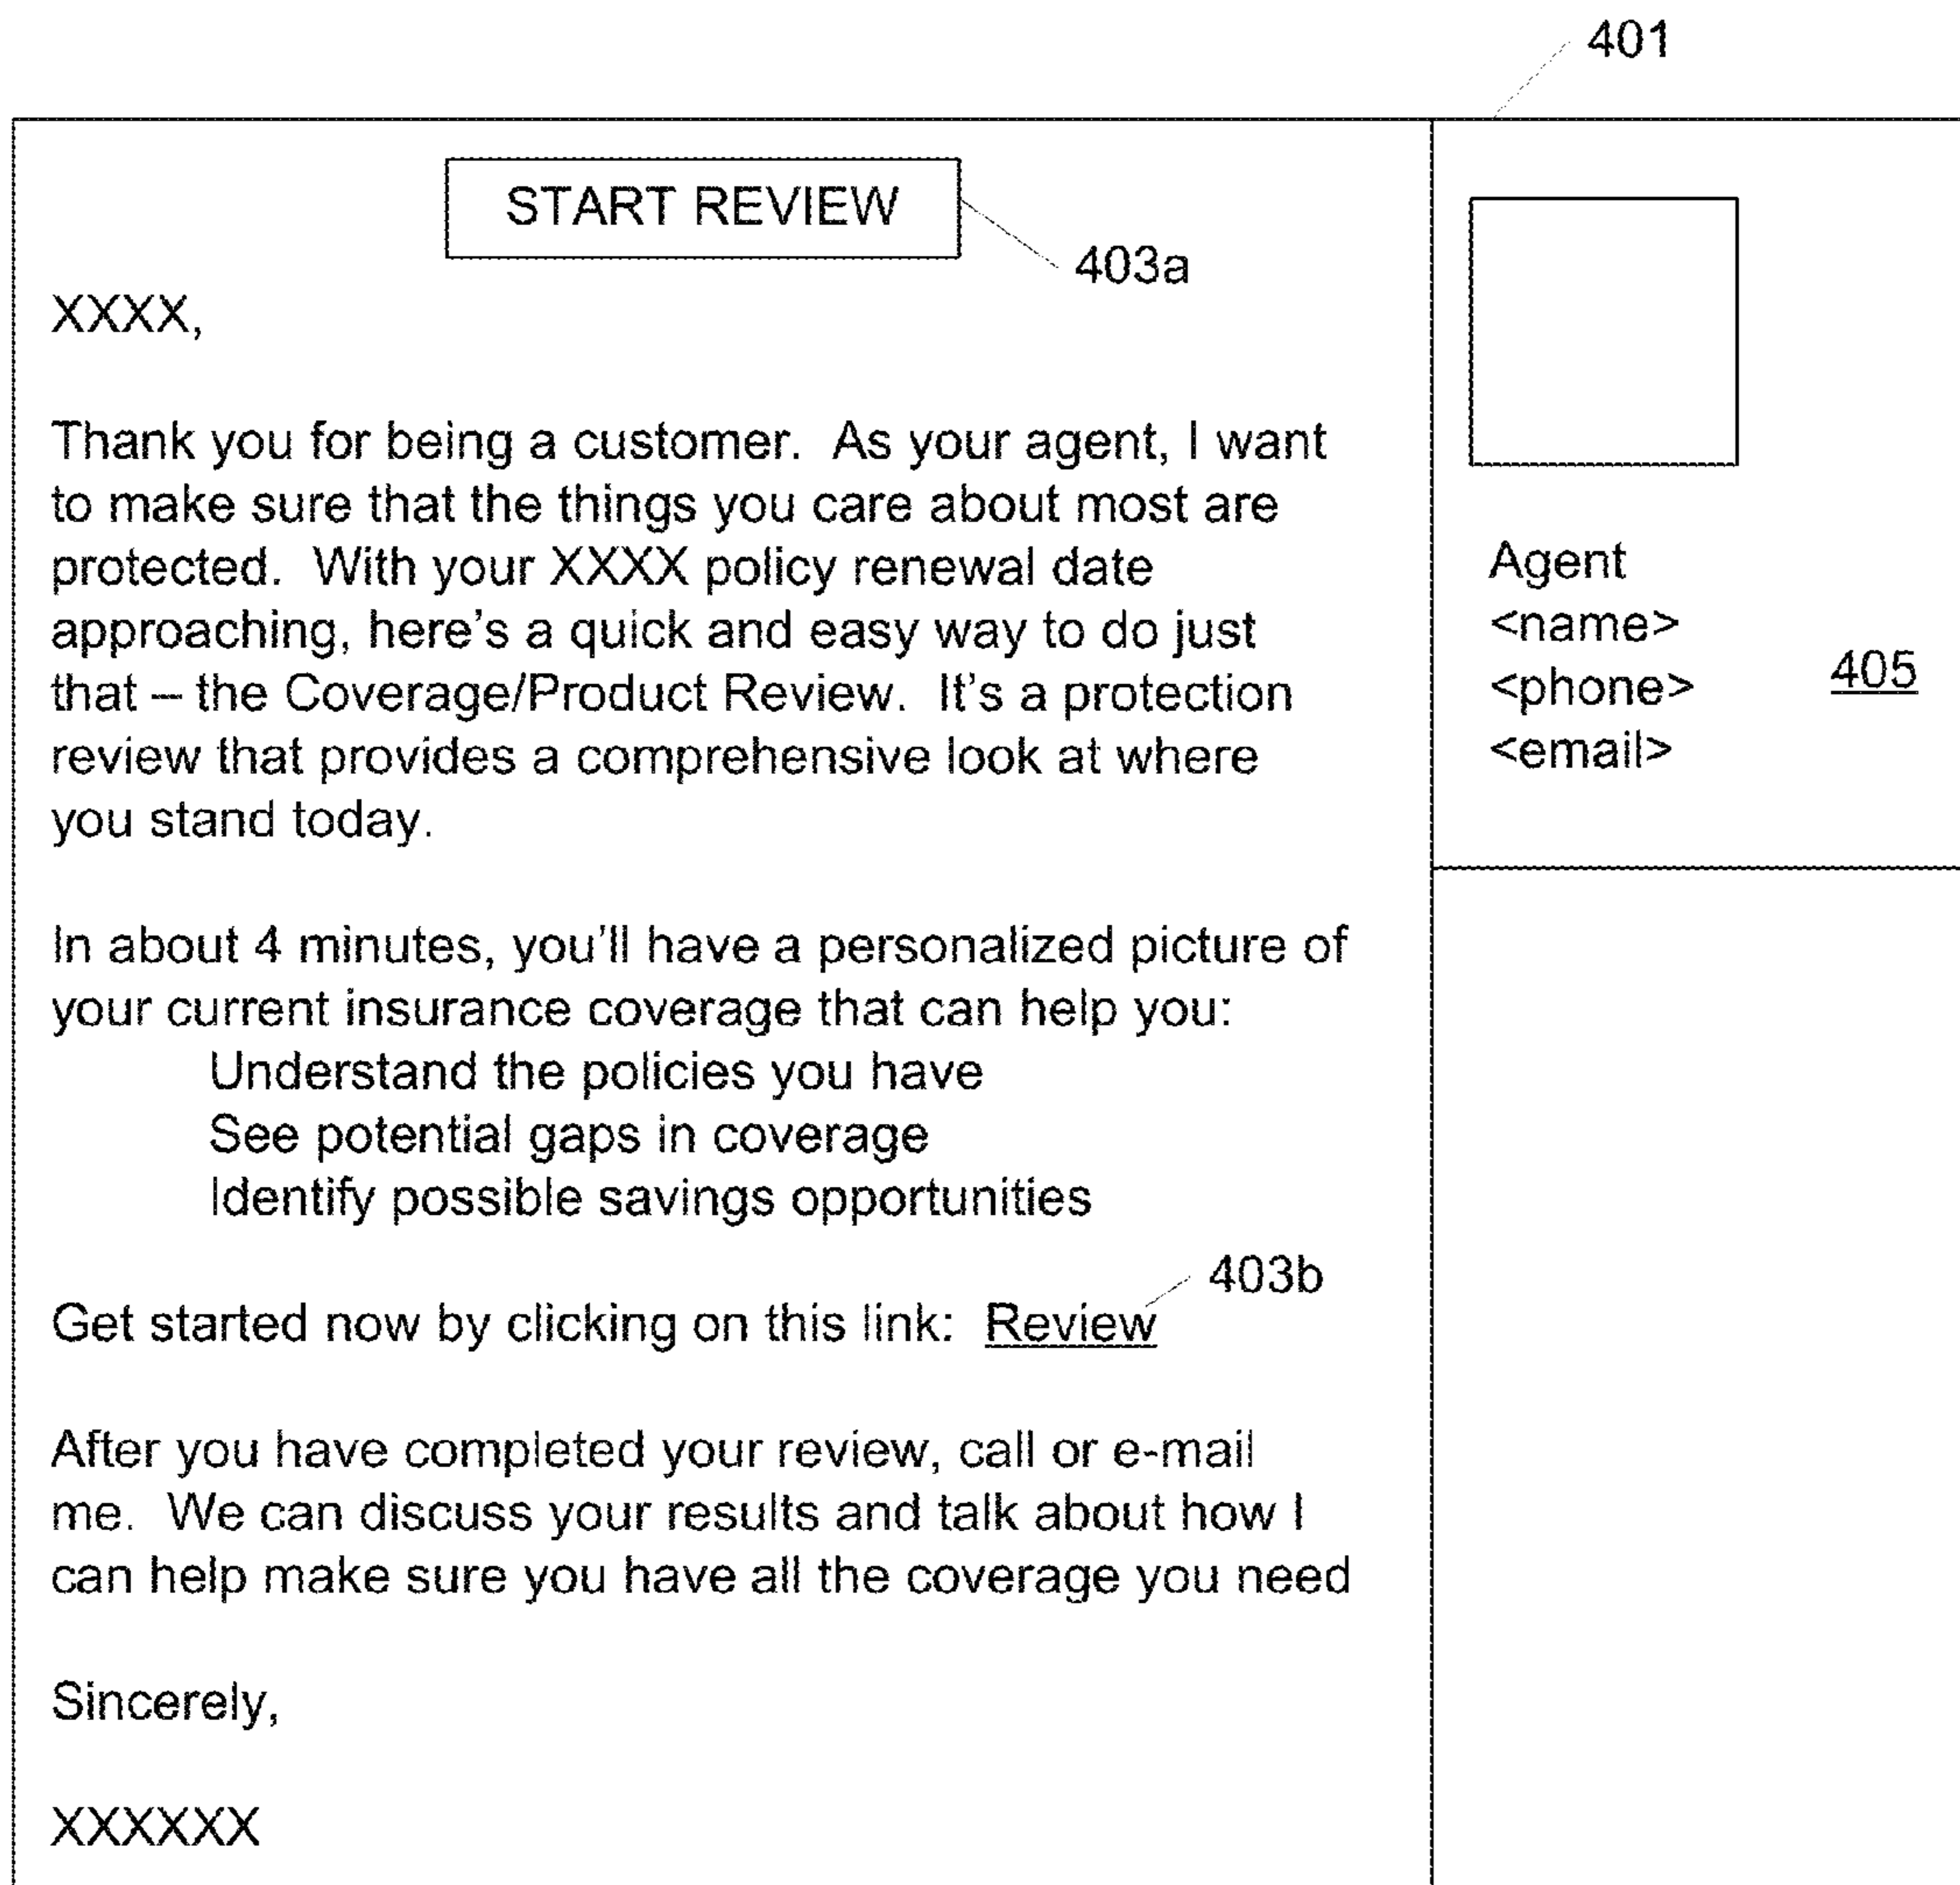 401
START REVIEW
403a
XXXX,
Thank you for being a customer.  As your agent, I want
to make sure that the things you care about most are
protected.  With your XXXX policy renewal date
approaching, here's a quick and easy way to do just
that – the Coverage/Product Review.  It's a protection
review that provides a comprehensive look at where
you stand today.
In about 4 minutes, you'll have a personalized picture of
your current insurance coverage that can help you:
Understand the policies you have
See potential gaps in coverage
Identify possible savings opportunities
403b
Get started now by clicking on this link:  Review
After you have completed your review, call or e-mail
me.  We can discuss your results and talk about how I
can help make sure you have all the coverage you need
Sincerely,
XXXXXX
Agent
<name>
<phone>
405
<email>